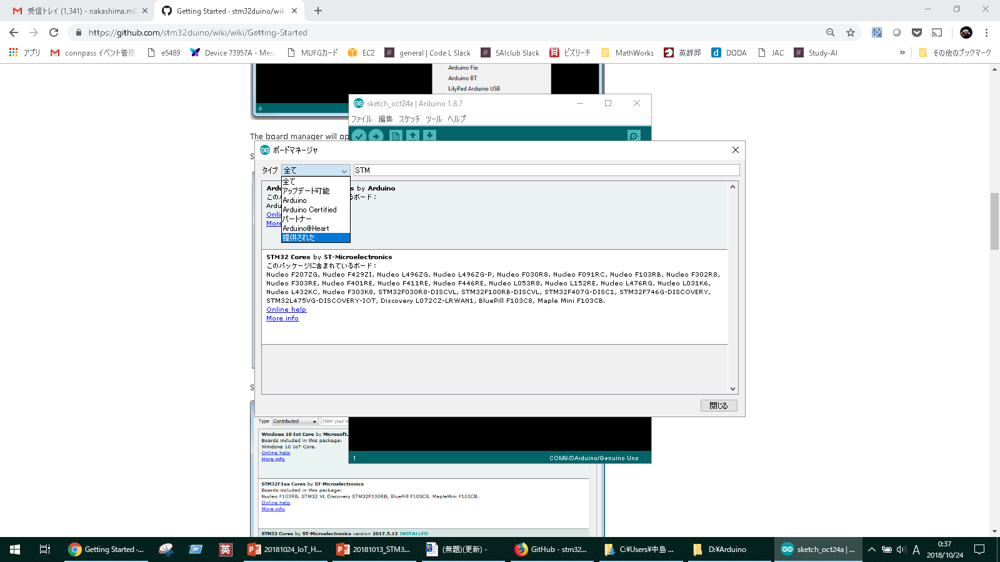 受信トレイ (1,341) - nakashima.m@
Getting Started · stm32duino/wiki
https://github.com/stm32duino/wiki/wiki/Getting-Started
アプリ
connpass イベント管理
e5489
Device 73957A - Mes
MUFGカード
EC2
general | Code L Slack
SAIclub Slack
ビズリーチ
MathWorks
英辞郎
DODA
JAC
Study-AI
»
その他のブックマーク
Arduino Fio
Arduino BT
LilyPad Arduino USB
9
The board manager will op
S
sketch_oct24a | Arduino 1.8.7
ファイル 編集 スケッチ ツール ヘルプ
ボードマネージャ
タイプ 全て STM
全て
アップデート可能
Arduino
Arduino Certified
パートナー
Arduino@Heart
提供された
Ardu s by Arduino
このパ るボード：
Ardu
Onli
More
STM32 Cores by ST-Microelectronics
このパッケージに含まれているボード：
Nucleo F207ZG, Nucleo F429ZI, Nucleo L496ZG, Nucleo L496ZG-P, Nucleo F030R8, Nucleo F091RC, Nucleo F103RB, Nucleo F302R8,
Nucleo F303RE, Nucleo F401RE, Nucleo F411RE, Nucleo F446RE, Nucleo L053R8, Nucleo L152RE, Nucleo L476RG, Nucleo L031K6,
Nucleo L432KC, Nucleo F303K8, STM32F030R8-DISCVL, STM32F100RB-DISCVL, STM32F407G-DISC1, STM32F746G-DISCOVERY,
STM32L475VG-DISCOVERY-IOT, Discovery L072CZ-LRWAN1, BluePill F103C8, Maple Mini F103CB.
Online help
More info
閉じる
S
Type Contributed Filter your s
Windows 10 Iot Core by Microsoft.
Boards included in this package:
Windows 10 IoT Core.
Online help
More info
1
COM9のArduino/Genuino Uno
STM32F1xx Cores by ST-Microelectronics
Boards included in this package:
Nucleo F103RB, STM32 VL Discovery STM32F100RB, BluePill F103C8, MapleMini F103CB.
Online help
More info
STM32 Cores by ST-Microelectronics version 2017.5.12 INSTALLED
Getting Started ·...
英
20181024_IoT_H...
20181013_STM3...
(無題)(更新) -
GitHub - stm32...
C:¥Users¥中島 ...
D:¥Arduino
sketch_oct24a | ...
A
0:37
2018/10/24